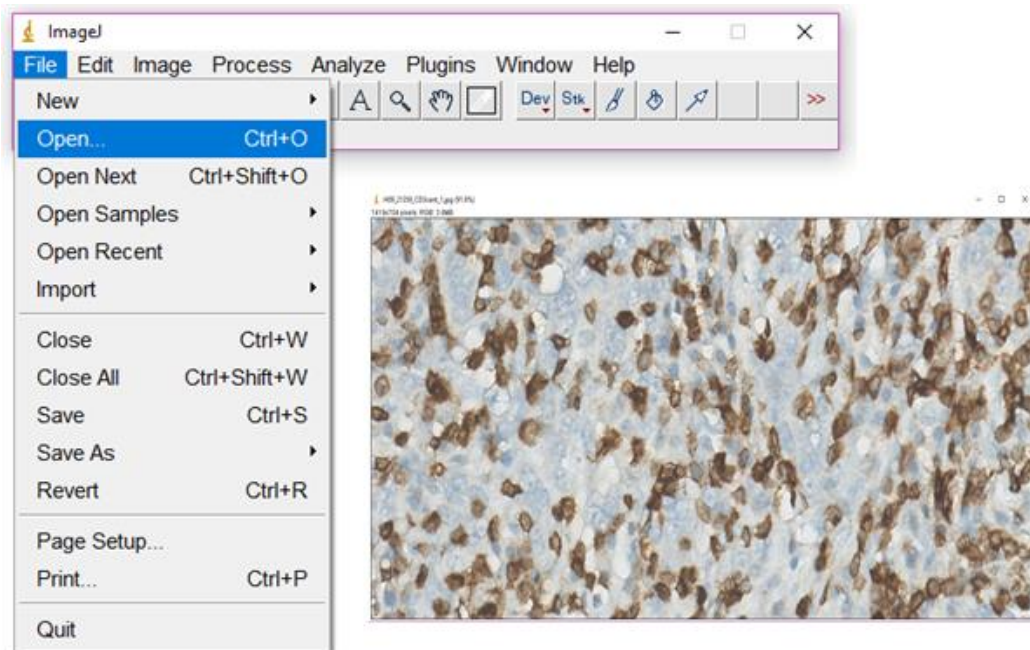 ImageJ
File Edit Image Process Analyze Plugins Window Help
New
A Dev Stk >>
Open... Ctrl+O
Open Next Ctrl+Shift+O
Open Samples
Open Recent
Import
Close Ctrl+W
Close All Ctrl+Shift+W
Save Ctrl+S
Save As
Revert Ctrl+R
Page Setup...
Print... Ctrl+P
Quit
pixels; RGB;